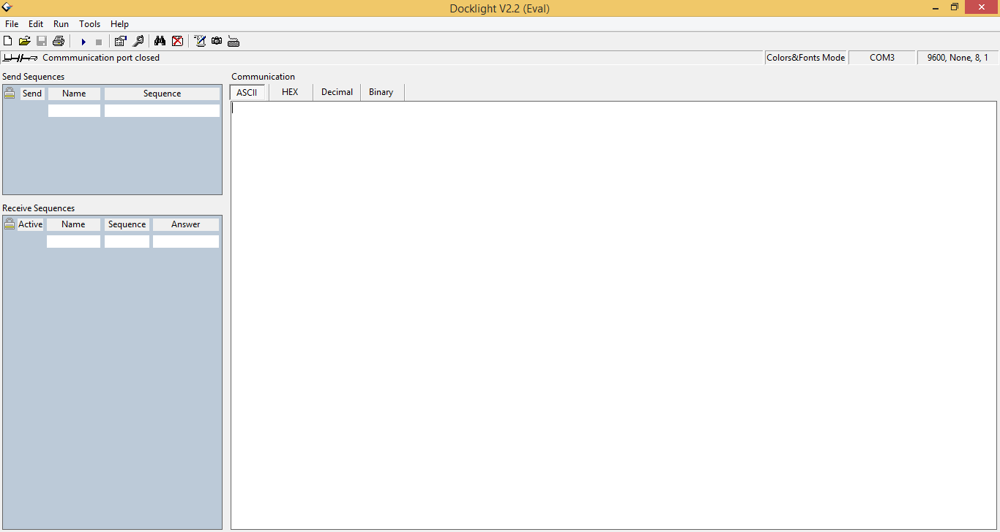 Docklight V2.2 (Eval)
File Edit Run Tools Help
Commmunication port closed Colors&Fonts Mode COM3 9600, None, 8, 1
Send Sequences
Send Name Sequence
Receive Sequences
Active Name Sequence Answer
Communication
ASCII HEX Decimal Binary